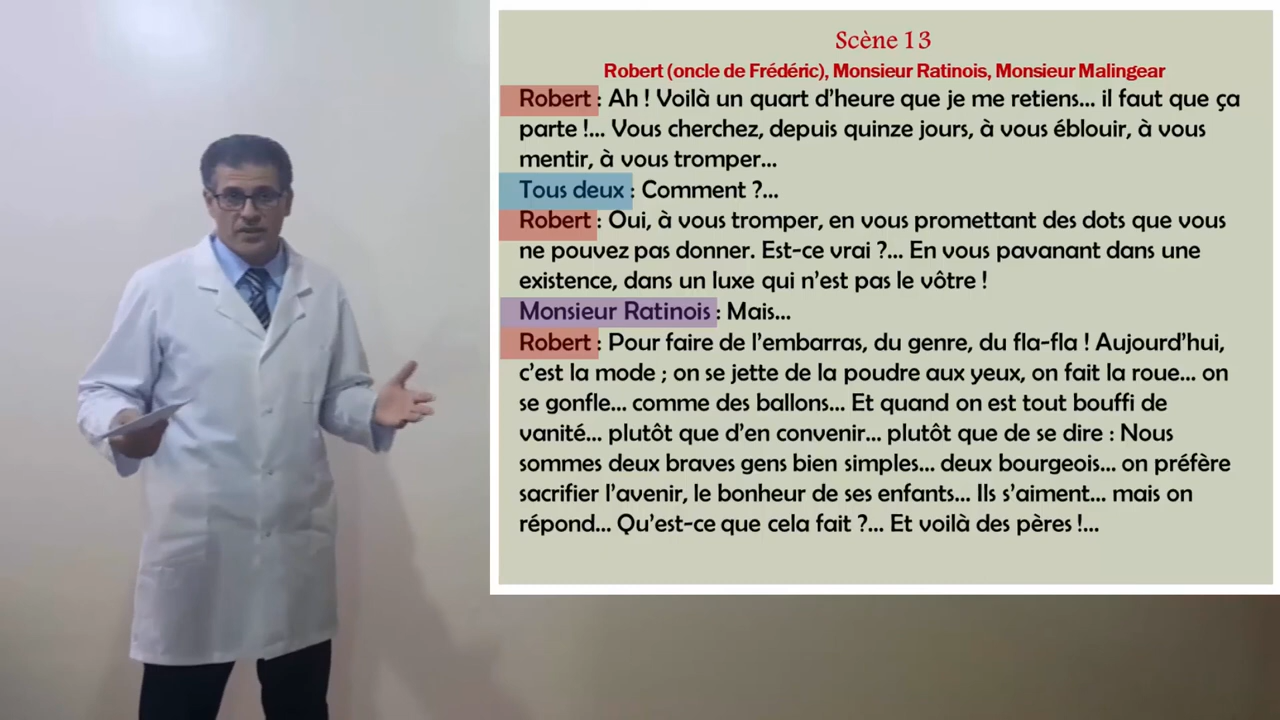 Scène 13
Robert (oncle de Frédéric), Monsieur Ratinois, Monsieur Malingear
Robert : Ah ! Voilà un quart d’heure que je me retiens... il faut que ça
parte !... Vous cherchez, depuis quinze jours, à vous éblouir, à vous
mentir, à vous tromper...
Tous deux : Comment ?...
Robert : Oui, à vous tromper, en vous promettant des dots que vous
ne pouvez pas donner. Est-ce vrai ?... En vous pavanant dans une
existence, dans un luxe qui n’est pas le vôtre !
Monsieur Ratinois : Mais...
Robert : Pour faire de l’embarras, du genre, du fla-fla ! Aujourd’hui,
c’est la mode ; on se jette de la poudre aux yeux, on fait la roue... on
se gonfle... comme des ballons... Et quand on est tout bouffi de
vanité... plutôt que d’en convenir... plutôt que de se dire : Nous
sommes deux braves gens bien simples... deux bourgeois... on préfère
sacrifier l’avenir, le bonheur de ses enfants... Ils s’aiment... mais on
répond... Qu’est-ce que cela fait ?... Et voilà des pères !...